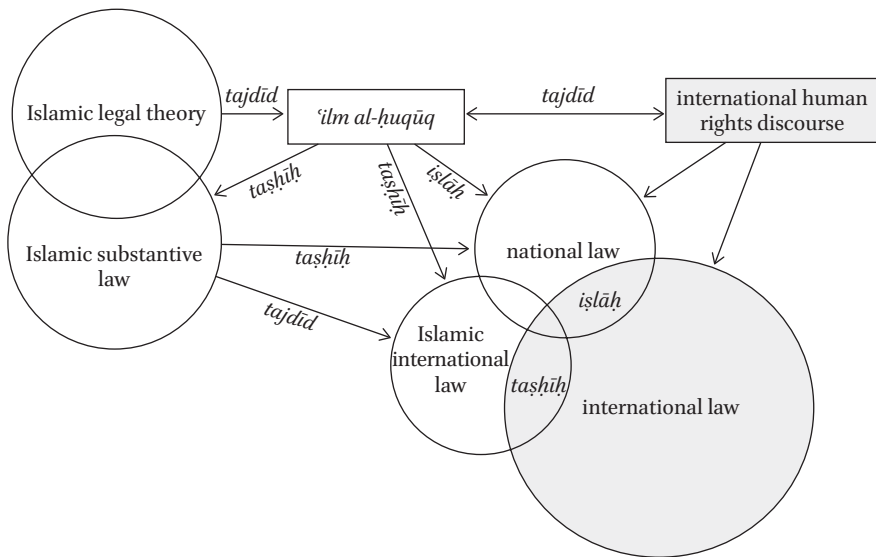 Islamic legal theory
tajdīd
ʿilm al-ḥuqūq
tajdīd
international human
rights discourse
taṣḥīḥ
taṣḥīḥ
iṣlāḥ
Islamic substantive
law
taṣḥīḥ
national law
tajdīd
iṣlāḥ
Islamic
international
law
taṣḥīḥ
international law